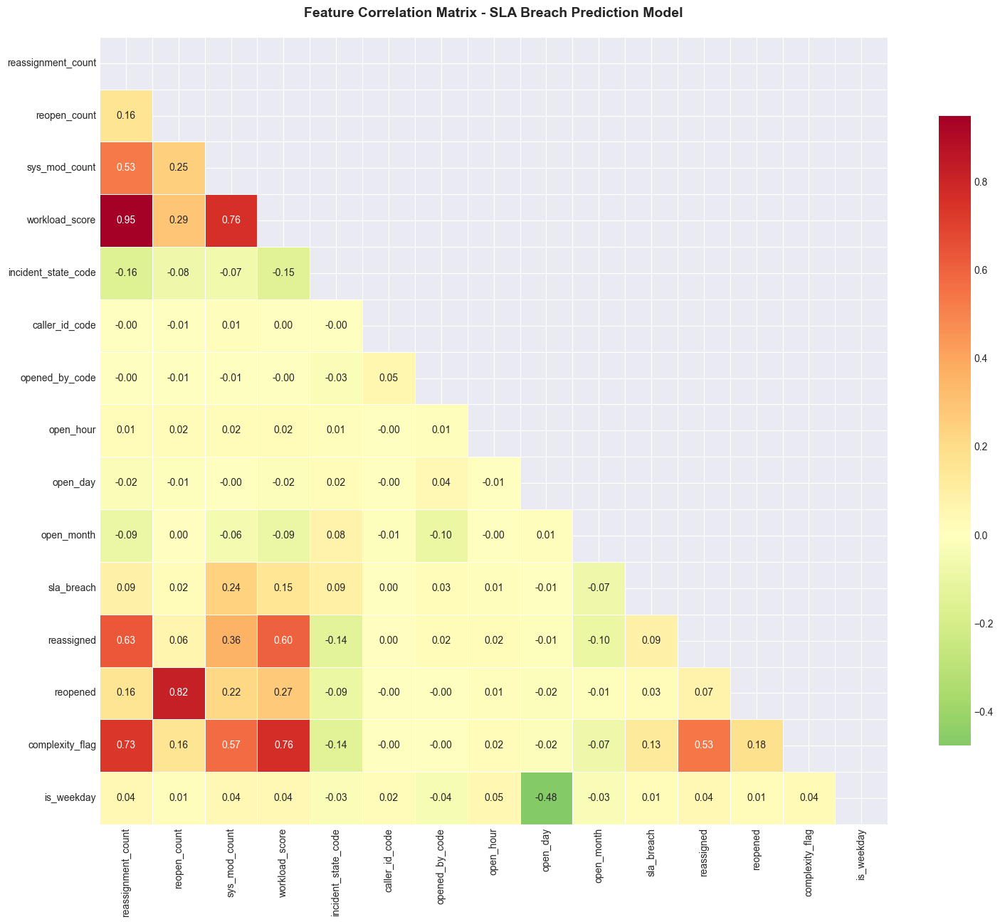 Feature Correlation Matrix - SLA Breach Prediction Model
reassignment_count
reopen_count 0.16
sys_mod_count 0.53 0.25
workload_score 0.95 0.29 0.76
incident_state_code -0.16 -0.08 -0.07 -0.15
caller_id_code -0.00 -0.01 0.01 0.00 -0.00
opened_by_code -0.00 -0.01 -0.01 -0.00 -0.03 0.05
open_hour 0.01 0.02 0.02 0.02 0.01 -0.00 0.01
open_day -0.02 -0.01 -0.00 -0.02 0.02 -0.00 0.04 -0.01
open_month -0.09 0.00 -0.06 -0.09 0.08 -0.01 -0.10 -0.00 0.01
sla_breach 0.09 0.02 0.24 0.15 0.09 0.00 0.03 0.01 -0.01 -0.07
reassigned 0.63 0.06 0.36 0.60 -0.14 0.00 0.02 0.02 -0.01 -0.10 0.09
reopened 0.16 0.82 0.22 0.27 -0.09 -0.00 -0.00 0.01 -0.02 -0.01 0.03 0.07
complexity_flag 0.73 0.16 0.57 0.76 -0.14 -0.00 -0.00 0.02 -0.02 -0.07 0.13 0.53 0.18
is_weekday 0.04 0.01 0.04 0.04 -0.03 0.02 -0.04 0.05 -0.48 -0.03 0.01 0.04 0.01 0.04
reassignment_count
reopen_count
sys_mod_count
workload_score
incident_state_code
caller_id_code
opened_by_code
open_hour
open_day
open_month
sla_breach
reassigned
reopened
complexity_flag
is_weekday
0.8
0.6
0.4
0.2
0.0
−0.2
−0.4